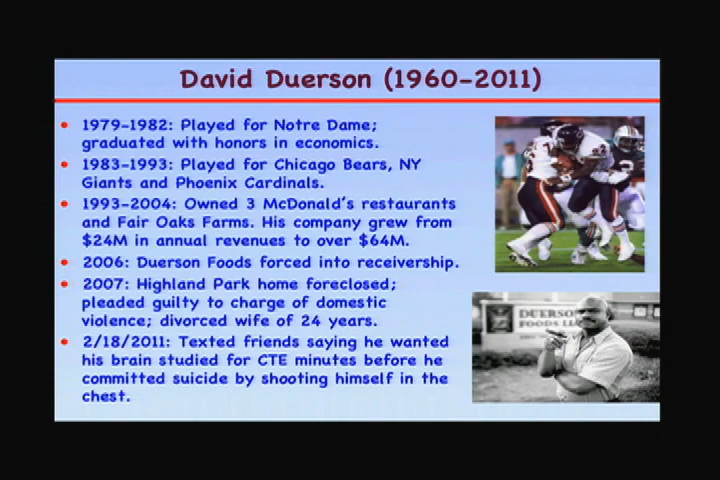 David Duerson (1960-2011)
• 1979-1982: Played for Notre Dame;
graduated with honors in economics.
• 1983-1993: Played for Chicago Bears, NY
Giants and Phoenix Cardinals.
• 1993-2004: Owned 3 McDonald's restaurants
and Fair Oaks Farms. His company grew from
$24M in annual revenues to over $64M.
• 2006: Duerson Foods forced into receivership.
• 2007: Highland Park home foreclosed;
pleaded guilty to charge of domestic
violence; divorced wife of 24 years.
• 2/18/2011: Texted friends saying he wanted
his brain studied for CTE minutes before he
committed suicide by shooting himself in the
chest.
DUERSON
FOODS LLC